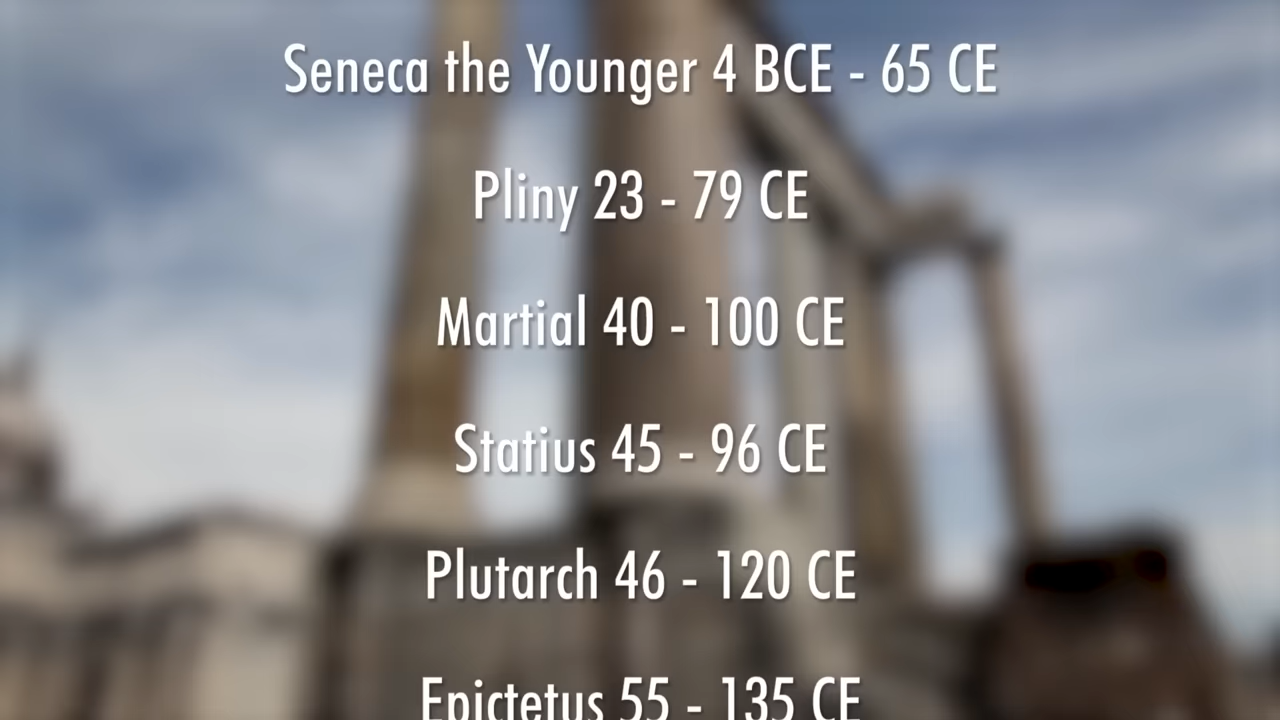 Seneca the Younger 4 BCE - 65 CE
Pliny 23 - 79 CE
Martial 40 - 100 CE
Statius 45 - 96 CE
Plutarch 46 - 120 CE
Epictetus 55 - 135 CE